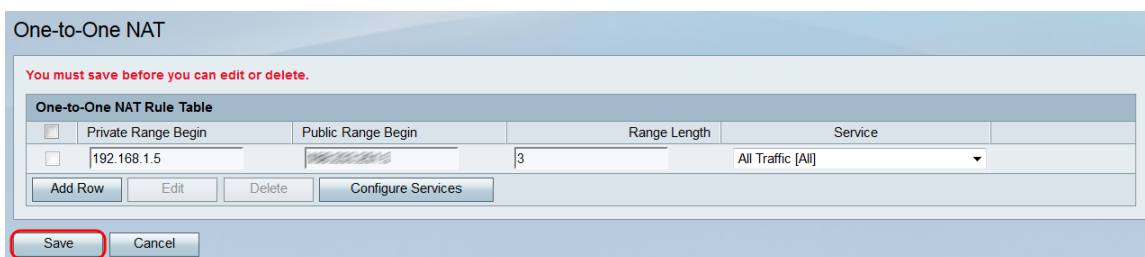 One-to-One NAT
You must save before you can edit or delete.
One-to-One NAT Rule Table
Private Range Begin Public Range Begin Range Length Service
192.168.1.5 3 All Traffic [All]
Add Row Edit Delete Configure Services
Save Cancel